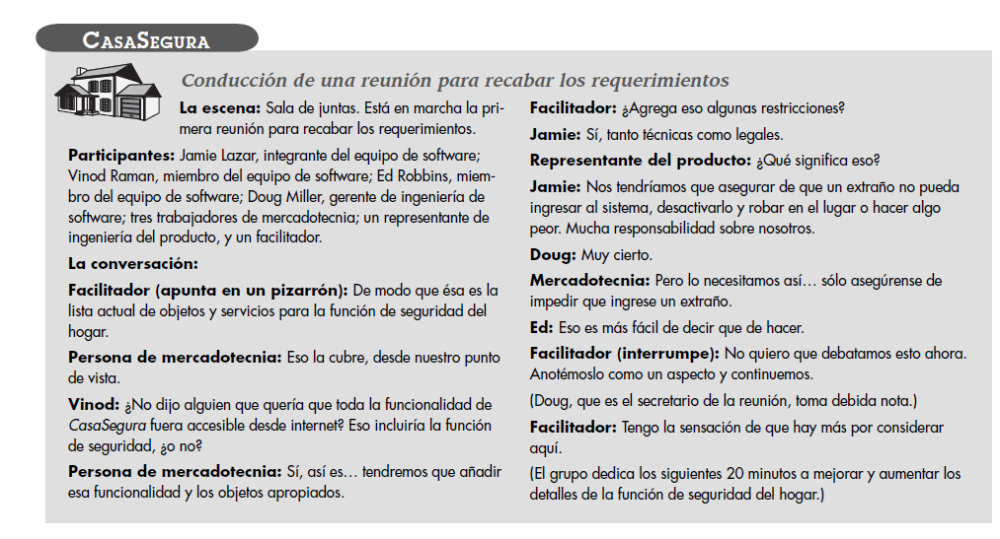 CASASEGURA
Conducción de una reunión para recabar los requerimientos
La escena: Sala de juntas. Está en marcha la pri-
mera reunión para recabar los requerimientos.
Participantes: Jamie Lazar, integrante del equipo de software;
Vinod Raman, miembro del equipo de software; Ed Robbins, miem-
bro del equipo de software; Doug Miller, gerente de ingeniería de
software; tres trabajadores de mercadotecnia; un representante de
ingeniería del producto, y un facilitador.
La conversación:
Facilitador (apunta en un pizarrón): De modo que ésa es la
lista actual de objetos y servicios para la función de seguridad del
hogar.
Persona de mercadotecnia: Eso la cubre, desde nuestro punto
de vista.
Vinod: ¿No dijo alguien que quería que toda la funcionalidad de
CasaSegura fuera accesible desde internet? Eso incluiría la función
de seguridad, ¿o no?
Persona de mercadotecnia: Sí, así es… tendremos que añadir
esa funcionalidad y los objetos apropiados.
Facilitador: ¿Agrega eso algunas restricciones?
Jamie: Sí, tanto técnicas como legales.
Representante del producto: ¿Qué significa eso?
Jamie: Nos tendríamos que asegurar de que un extraño no pueda
ingresar al sistema, desactivarlo y robar en el lugar o hacer algo
peor. Mucha responsabilidad sobre nosotros.
Doug: Muy cierto.
Mercadotecnia: Pero lo necesitamos así… sólo asegúrense de
impedir que ingrese un extraño.
Ed: Eso es más fácil de decir que de hacer.
Facilitador (interrumpe): No quiero que debatamos esto ahora.
Anotémoslo como un aspecto y continuemos.
(Doug, que es el secretario de la reunión, toma debida nota.)
Facilitador: Tengo la sensación de que hay más por considerar
aquí.
(El grupo dedica los siguientes 20 minutos a mejorar y aumentar los
detalles de la función de seguridad del hogar.)